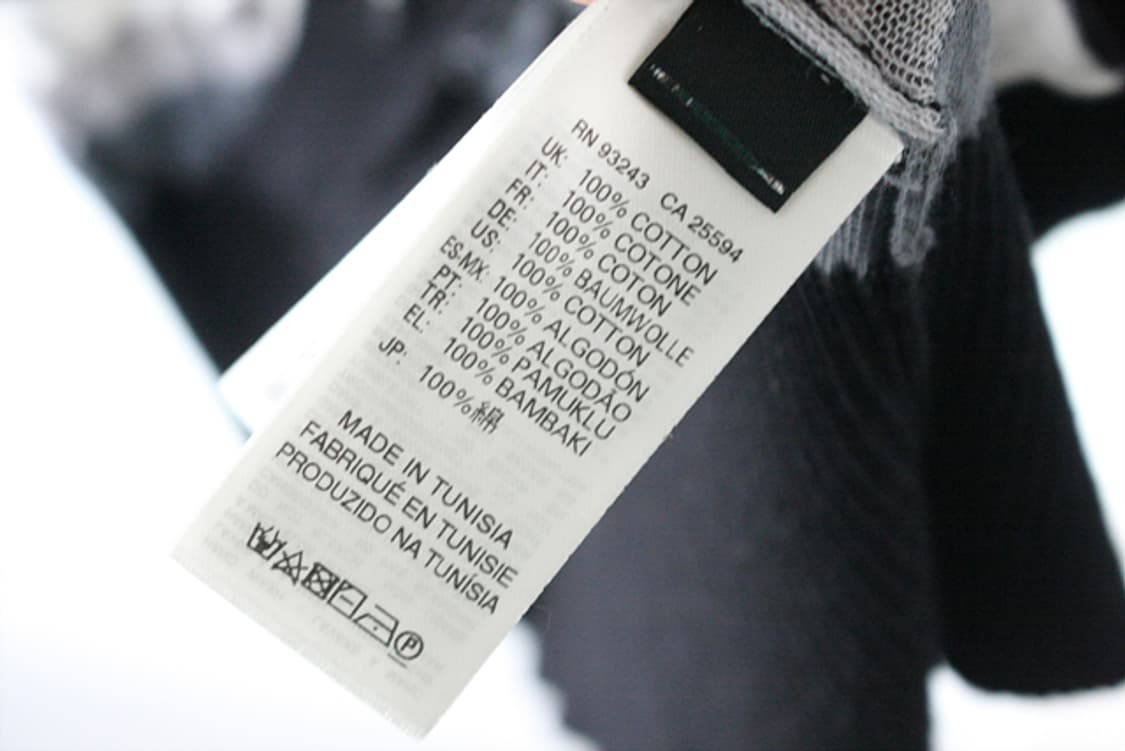 RN 93243 CA 25594
UK: 100% COTTON
IT: 100% COTONE
FR: 100% COTON
DE: 100% BAUMWOLLE
US: 100% COTTON
ES-MX: 100% ALGODÓN
PT: 100% ALGODÃO
TR: 100% PAMUKLU
EL: 100% BAMBAKI
JP: 100%綿
MADE IN TUNISIA
FABRIQUÉ EN TUNISIE
PRODUZIDO NA TUNÍSIA
P